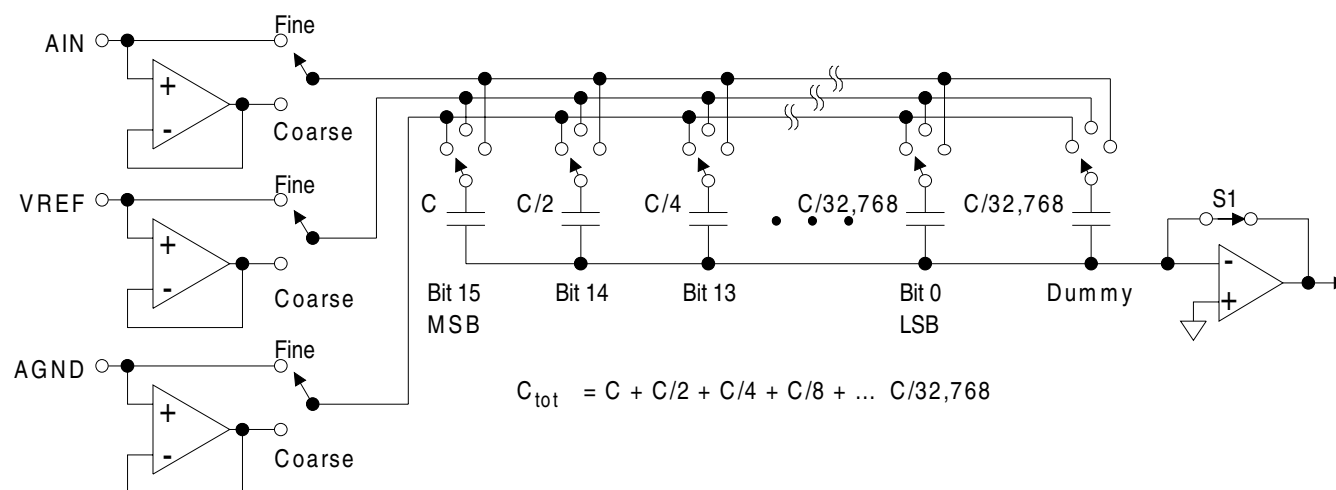 AIN
Fine
+
-
Coarse
VREF
Fine
+
-
Coarse
AGND
Fine
+
-
Coarse
C C/2 C/4 • • • C/32,768 C/32,768
S1
-
+
Bit 15 Bit 14 Bit 13 Bit 0 Dummy
MSB LSB
Ctot = C + C/2 + C/4 + C/8 + ... C/32,768